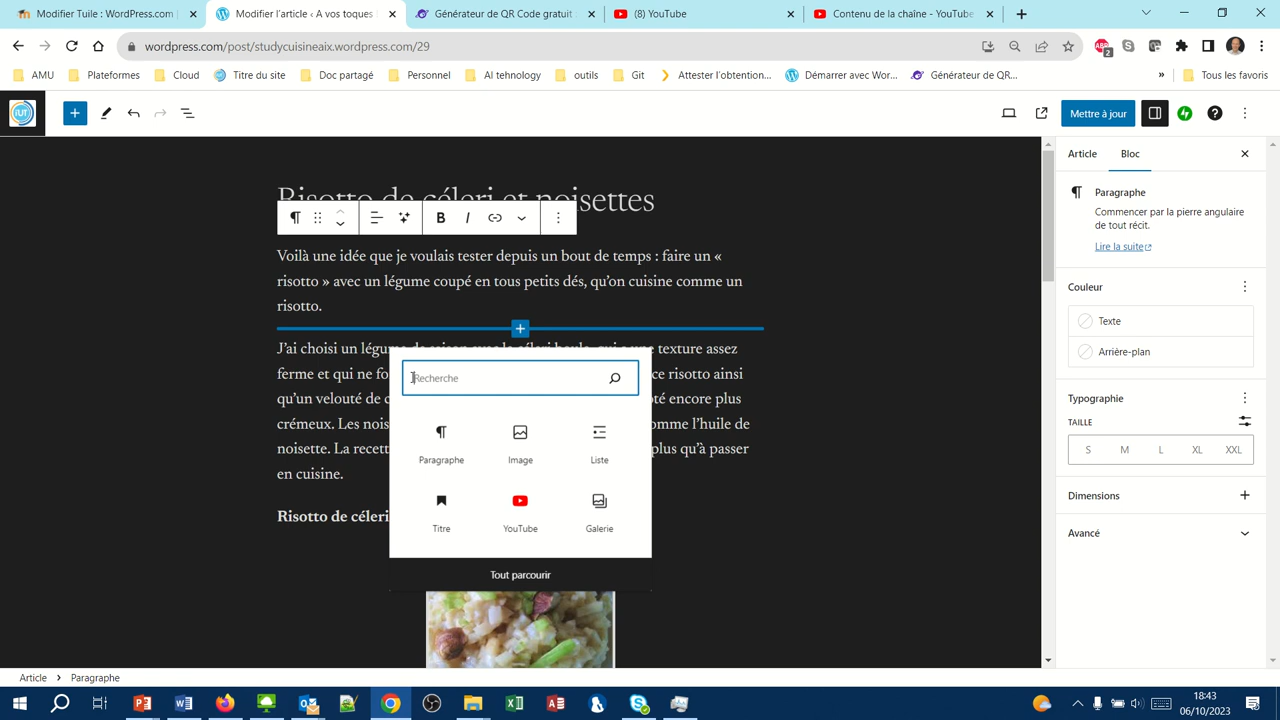 Modifier Tuile : WordPress.com
Modifier l'article « A vos toques
Générateur de QR Code gratuit
(8) YouTube
Contenu de la chaîne - YouTube
wordpress.com/post/studycuisineaix.wordpress.com/29
AMU
Plateformes
Cloud
Titre du site
Doc partagé
Personnel
AI tehnology
outils
Git
Attester l'obtention...
Démarrer avec Wor...
Générateur de QR...
»
Tous les favoris
Mettre à jour
Risotto de céleri et noisettes
B I
Voilà une idée que je voulais tester depuis un bout de temps : faire un «
risotto » avec un légume coupé en tous petits dés, qu'on cuisine comme un
risotto.
J'ai choisi un légume de saison avec le céleri boule, qui a une texture assez
ferme et qui ne fo
ce risotto ainsi
qu'un velouté de c
oté encore plus
crémeux. Les nois
omme l'huile de
noisette. La recett
plus qu'à passer
en cuisine.
Risotto de céleri
Recherche
Paragraphe
Image
Liste
Titre
YouTube
Galerie
Tout parcourir
Article
Bloc
Paragraphe
Commencer par la pierre angulaire
de tout récit.
Lire la suite
Couleur
Texte
Arrière-plan
Typographie
TAILLE
S M L XL XXL
Dimensions
Avancé
Article
Paragraphe
18:43
06/10/2023